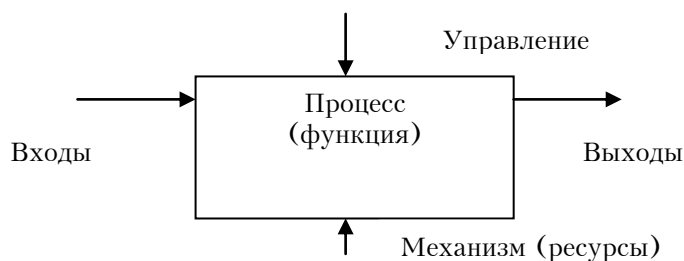 Управление
Процесс
(функция)
Входы
Выходы
Механизм (ресурсы)